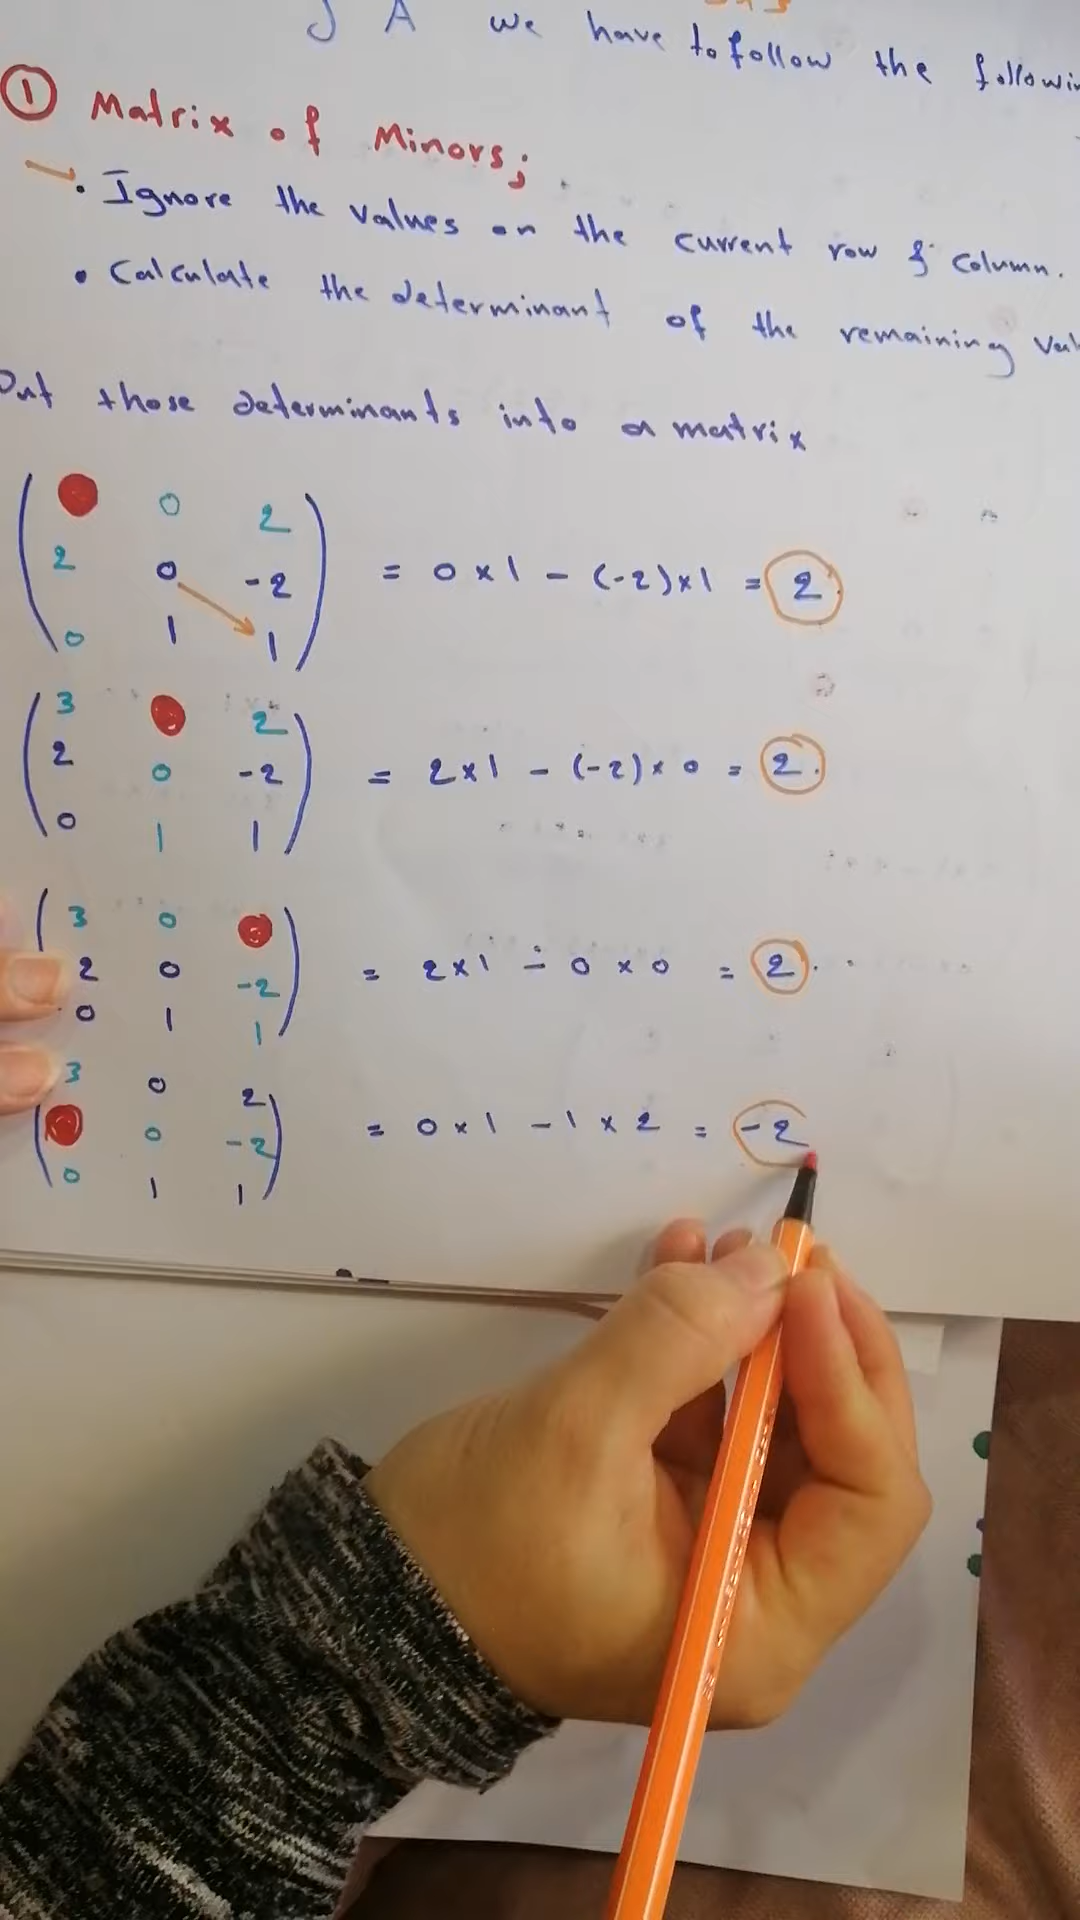 A we have to follow the
① Matrix of Minors;
• Ignore the values on the current row & column.
• Calculate the determinant of the remaining
those determinants into a matrix
0 2
2 0 -2 = 0 x 1 - (-2) x 1 = 2
0 1 1
3 2
2 0 -2 = 2 x 1 - (-2) x 0 = 2.
0 1 1
3 0
2 0 -2 = 2 x 1 - 0 x 0 = 2
0 1 1
3 0 2
0 -2 = 0 x 1 - 1 x 2 = -2
0 1 1